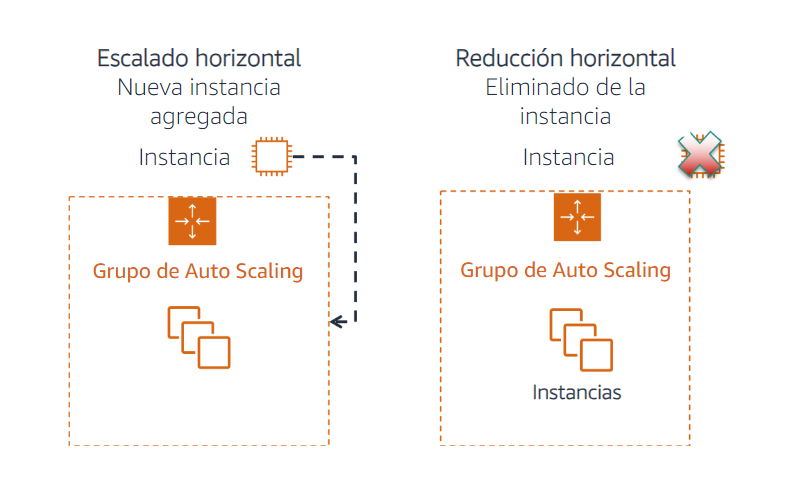 Escalado horizontal
Nueva instancia
agregada
Instancia
Grupo de Auto Scaling
Reducción horizontal
Eliminado de la
instancia
Instancia
Grupo de Auto Scaling
Instancias